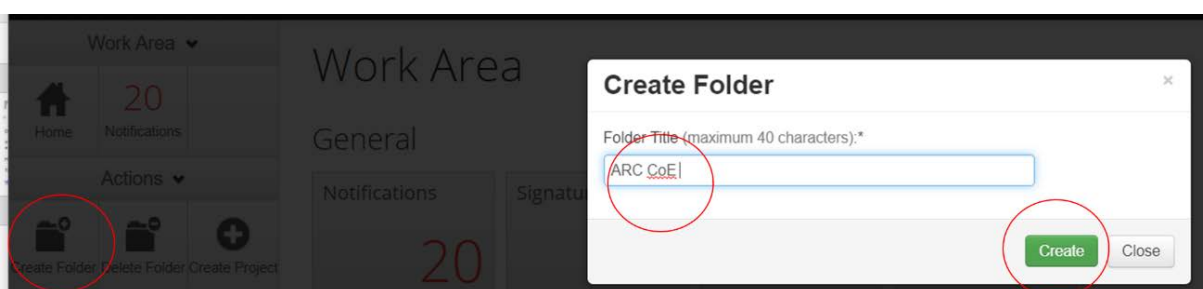 Work Area
Home
20
Notifications
Actions
Create Folder
Delete Folder
Create Project
Work Area
General
Notifications
20
Signatu
Create Folder
×
Folder Title (maximum 40 characters):*
ARC CoE
Create
Close